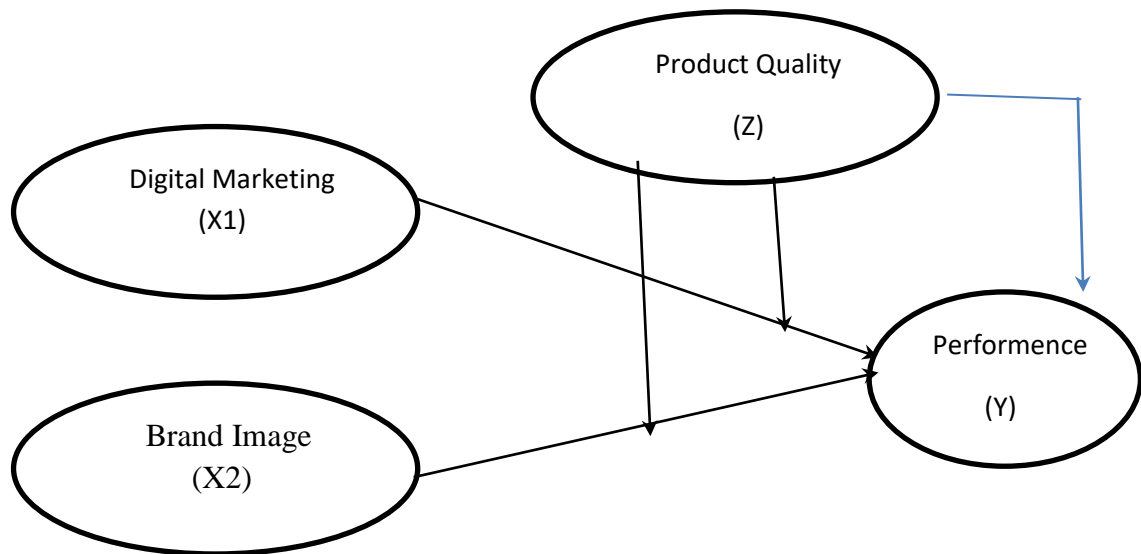 Product Quality
(Z)
Digital Marketing
(X1)
Performence
(Y)
Brand Image
(X2)